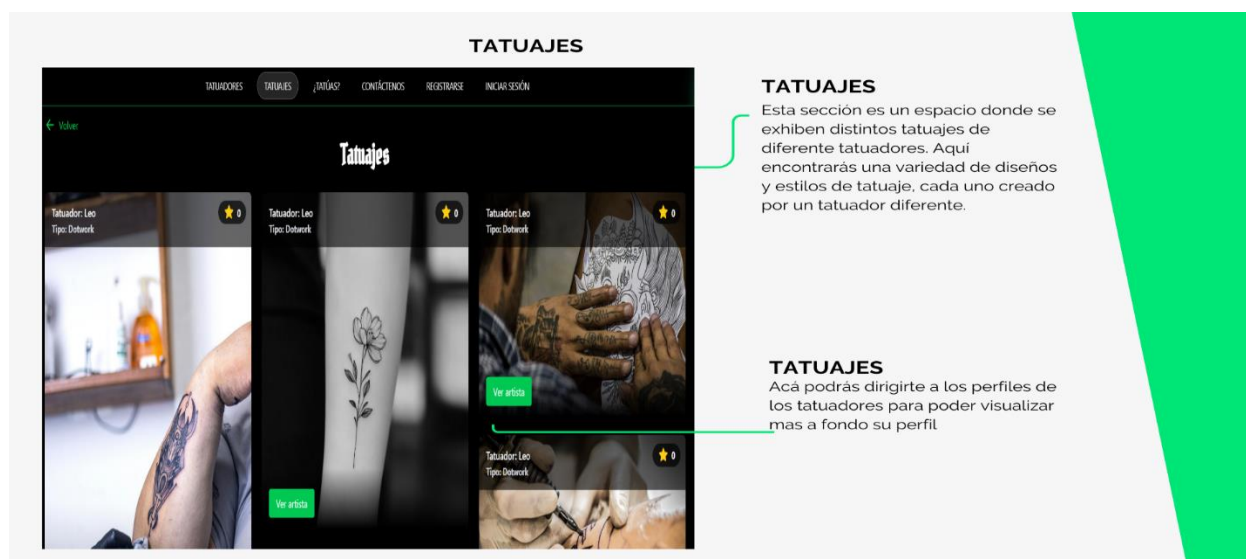 TATUAJES
TATUADORES TATUAJES ¿TATÚAS? CONTÁCTENOS REGISTRARSE INICIAR SESIÓN
← Volver
Tatuajes
Tatuador: Leo
Tipo: Dotwork
0
Tatuador: Leo
Tipo: Dotwork
0
Ver artista
Tatuador: Leo
Tipo: Dotwork
0
Ver artista
Tatuador: Leo
Tipo: Dotwork
0
TATUAJES
Esta sección es un espacio donde se
exhiben distintos tatuajes de
diferente tatuadores. Aquí
encontrarás una variedad de diseños
y estilos de tatuaje, cada uno creado
por un tatuador diferente.
TATUAJES
Acá podrás dirigirte a los perfiles de
los tatuadores para poder visualizar
mas a fondo su perfil